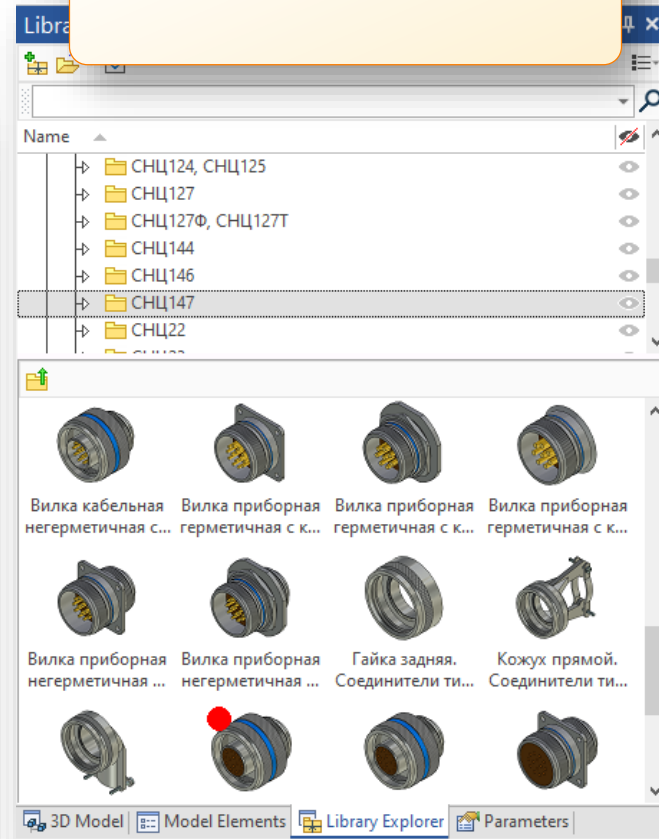 Libra
Name
СНЦ124, СНЦ125
СНЦ127
СНЦ127Ф, СНЦ127Т
СНЦ144
СНЦ146
СНЦ147
СНЦ22
Вилка кабельная Вилка приборная Вилка приборная Вилка приборная
негерметичная с... герметичная с к... герметичная с к... герметичная с к...
Вилка приборная Вилка приборная Гайка задняя. Кожух прямой.
негерметичная ... негерметичная ... Соединители ти... Соединители ти...
3D Model Model Elements Library Explorer Parameters